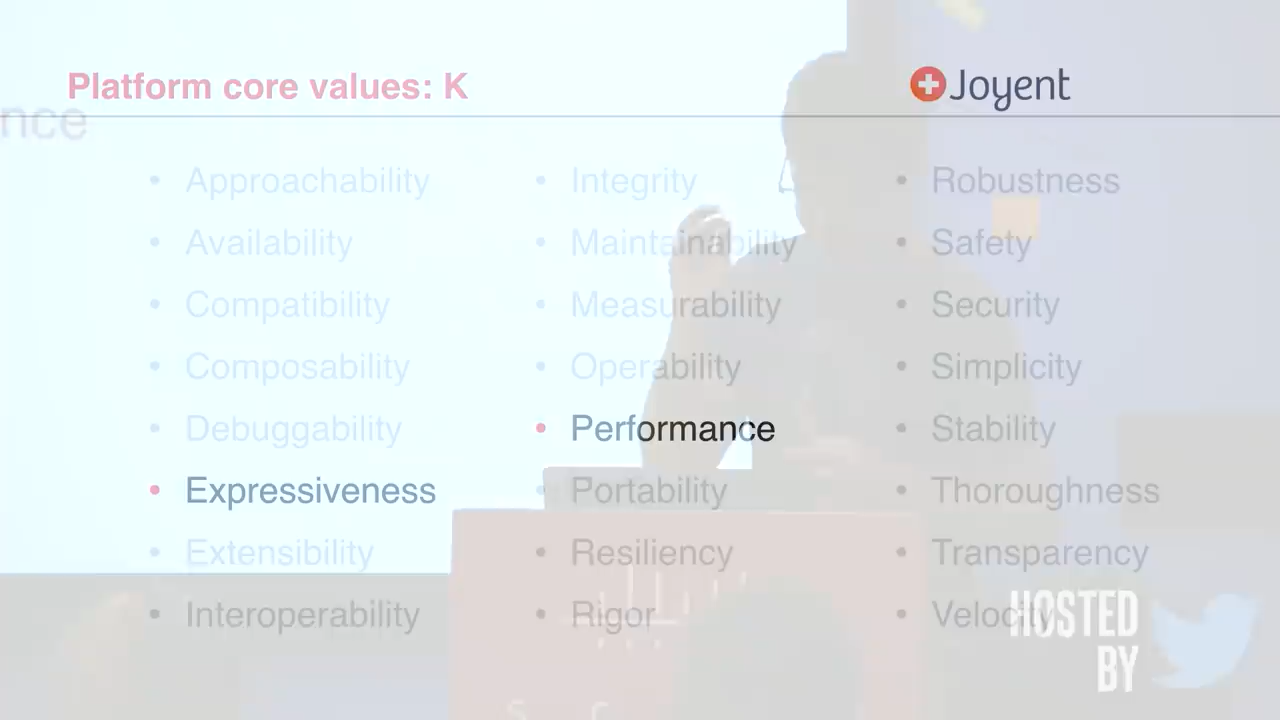 Platform core values: K
Joyent
nce
• Approachability
• Availability
• Compatibility
• Composability
• Debuggability
• Expressiveness
• Extensibility
• Interoperability
• Integrity
• Maintainability
• Measurability
• Operability
• Performance
• Portability
• Resiliency
• Rigor
• Robustness
• Safety
• Security
• Simplicity
• Stability
• Thoroughness
• Transparency
• Velocity
HOSTED
BY
S C